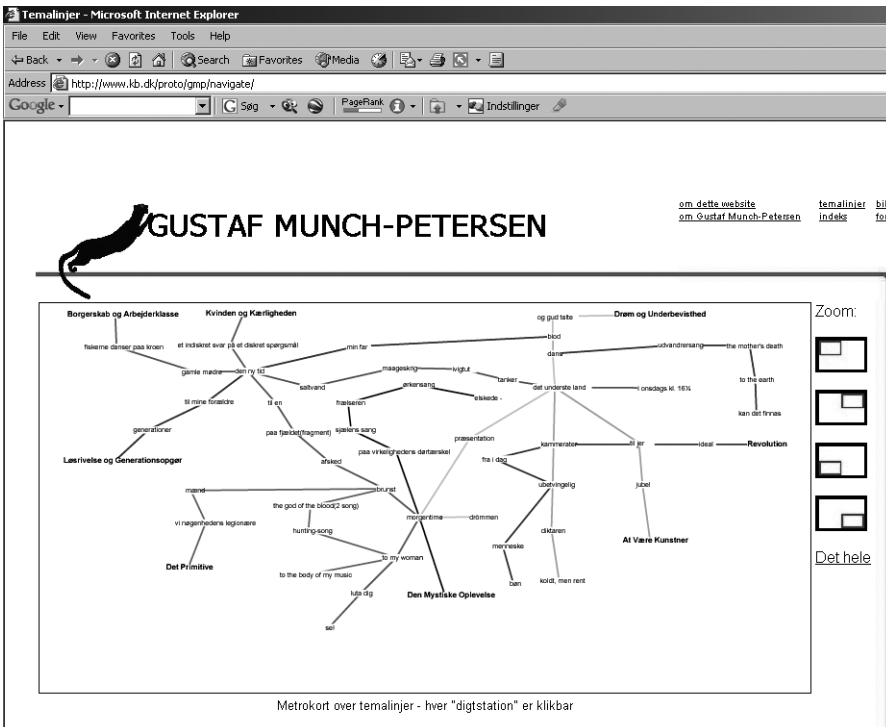 Temalinjer - Microsoft Internet Explorer
File Edit View Favorites Tools Help
Back Search Favorites Media
Address http://www.kb.dk/proto/gmp/navigate/
Google Søg PageRank Indstillinger
om dette website temalinjer
om Gustaf Munch-Petersen indeks
GUSTAF MUNCH-PETERSEN
Zoom:
Borgerskab og Arbejderklasse Kvinden og Kærligheden og gud talte Drøm og Underbevisthed
blod
fiskerne danser paa kroen et indiskret svar på et diskret spørgsmål min far dans udvandrersang the mother's death
gamle mødre den ny tid maageskrig ivigtut
saltvand ørkensang tanker det underste land i onsdags kl. 16½ to the earth
til mine forældre til en frælseren elskede - kan det finnas
generationer paa fjældet(fragment) sjælens sang præsentation
kammerater til jer ideal Revolution
Løsrivelse og Generationsopgør afsked paa virkelighedens dørtærskel fra i dag
mænd brunst ubetvingelig jubel
the god of the blood(2 song)
vi nøgenhedens legionære morgentime drömmen
hunting-song diktaren
menneske At Være Kunstner
Det Primitive to my woman
to the body of my music bøn koldt, men rent
luta dig Den Mystiske Oplevelse
se!
Det hele
Metrokort over temalinjer - hver "digtstation" er klikbar